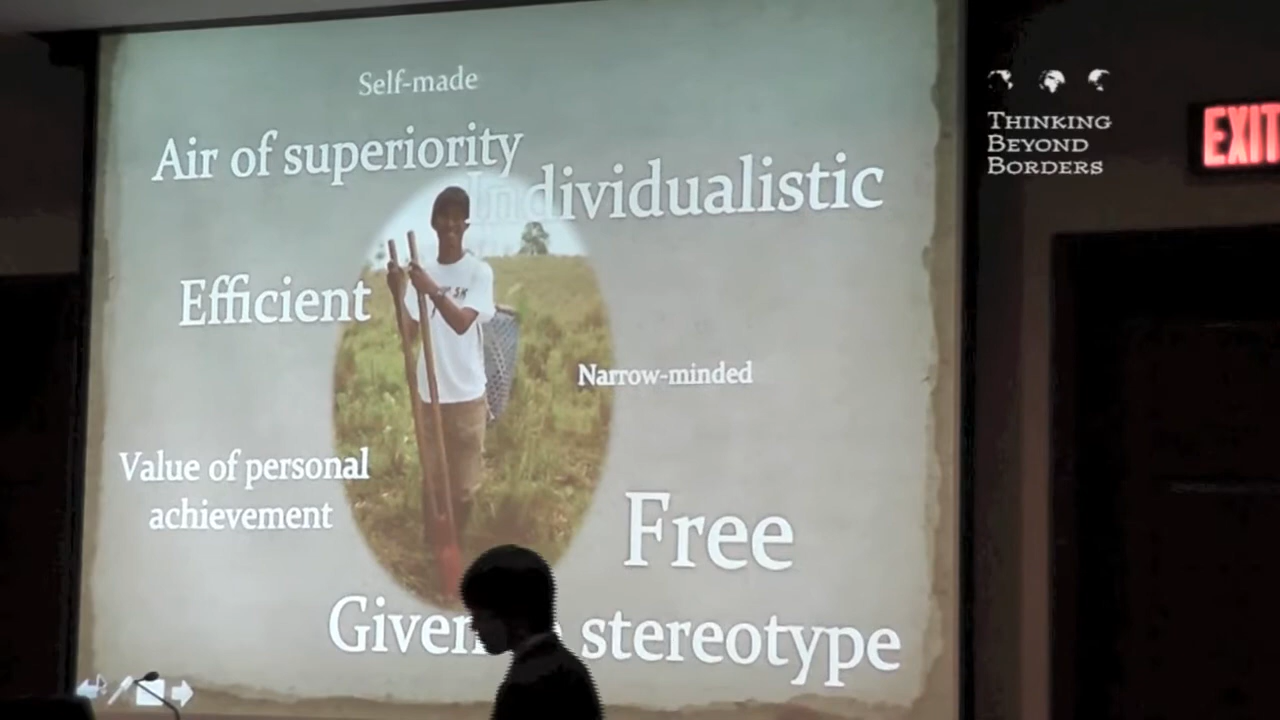 Self-made
Air of superiority
Individualistic
Efficient
Narrow-minded
Value of personal
achievement
Free
Given stereotype
THINKING
BEYOND
BORDERS
EXIT